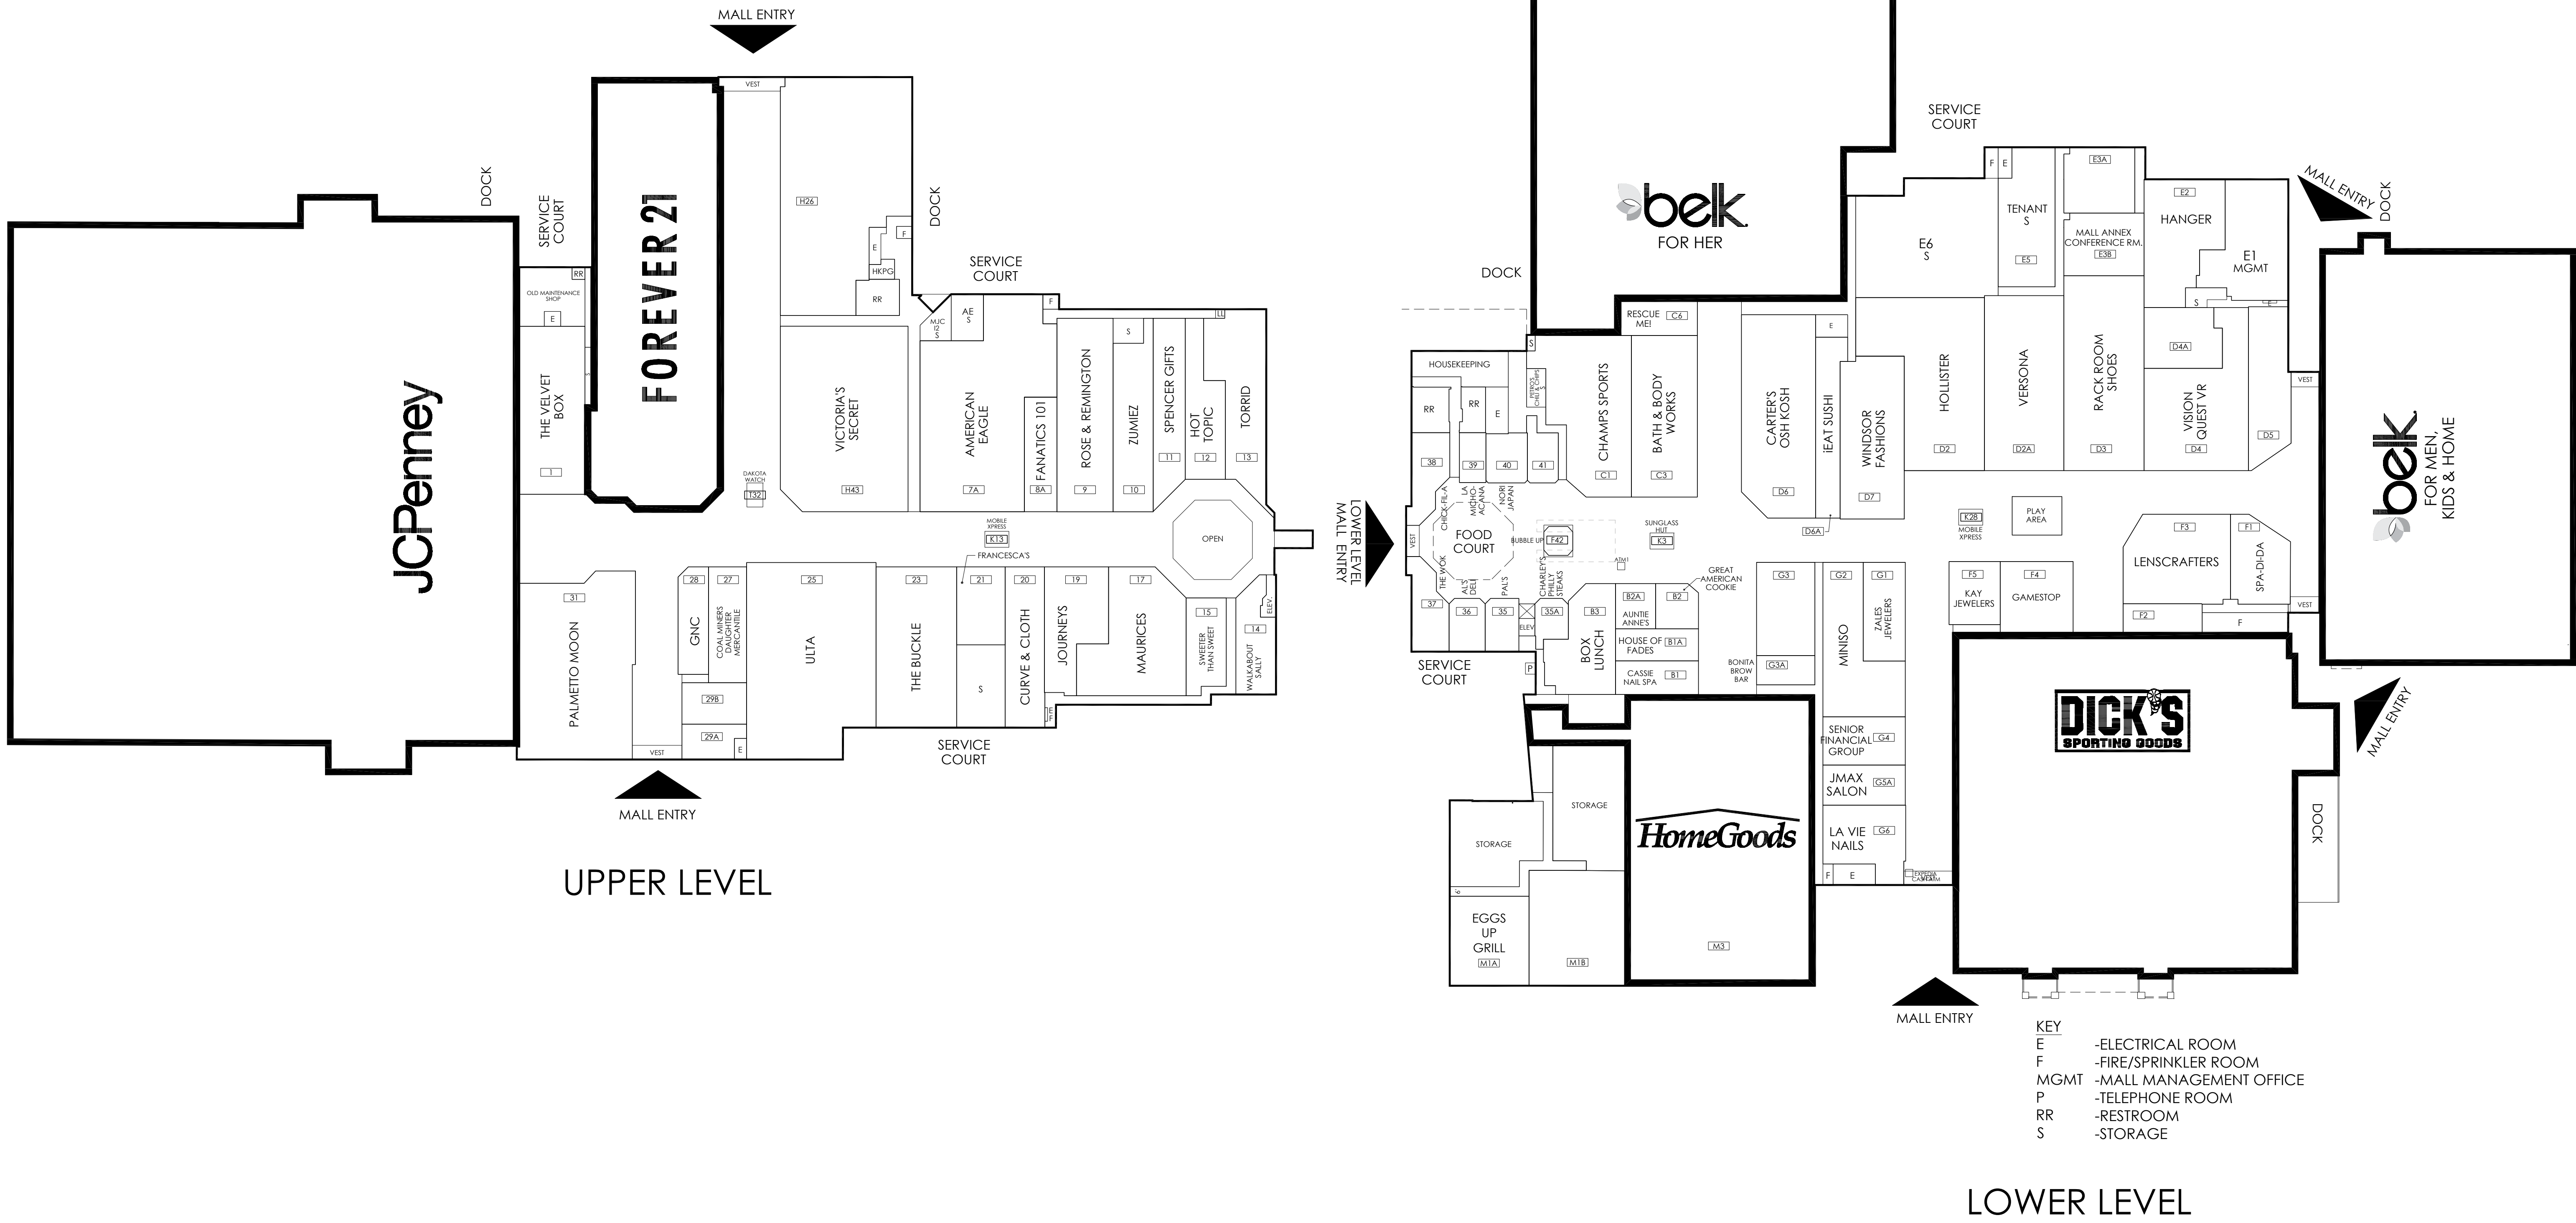 MALL ENTRY
VEST
DOCK
SERVICE
COURT
FOREVER 21
H26
DOCK
F
E
HKPG
RR
SERVICE
COURT
JCPenney
RR
OLD MAINTENANCE
SHOP
E
S
THE VELVET
BOX
1
VICTORIA'S
SECRET
H43
DAKOTA
WATCH
T32
MJC
12
S
AE
S
F
AMERICAN
EAGLE
7A
FANATICS 101
8A
ROSE & REMINGTON
9
S
ZUMIEZ
10
SPENCER GIFTS
11
LL
HOT
TOPIC
12
TORRID
13
MOBILE
XPRESS
K13
FRANCESCA'S
OPEN
31
PALMETTO MOON
VEST
28
GNC
27
COAL MINERS
DAUGHTER
MERCANTILE
29B
29A
E
25
ULTA
23
THE BUCKLE
21
S
20
CURVE & CLOTH
E
F
19
JOURNEYS
17
MAURICES
15
SWEETER
THAN SWEET
ELEV.
14
WALKABOUT
SALLY
SERVICE
COURT
MALL ENTRY
UPPER LEVEL
belk
FOR HER
DOCK
SERVICE
COURT
MALL ENTRY
DOCK
LOWER LEVEL
MALL ENTRY
VEST
HOUSEKEEPING
RR
RR
E
S
PETRO'S
CHILI & CHIPS
S
38
39
40
41
CHICK-FIL-A
LA
MICHO-
ACANA
NORI
JAPAN
FOOD
COURT
THE WOK
AL'S
DELI
PAL'S
CHARLEY'S
PHILLY
STEAKS
37
36
35
35A
ELEV
P
SERVICE
COURT
BUBBLE UP
F42
CHAMPS SPORTS
C1
RESCUE
ME!
C6
BATH & BODY
WORKS
C3
SUNGLASS
HUT
K3
ATM1
B3
BOX
LUNCH
B2A
AUNTIE
ANNE'S
B2
GREAT
AMERICAN
COOKIE
HOUSE OF
FADES
B1A
CASSIE
NAIL SPA
B1
CARTER'S
OSH KOSH
D6
E
iEAT SUSHI
D6A
WINDSOR
FASHIONS
D7
E6
S
F
E
TENANT
S
E5
E3A
MALL ANNEX
CONFERENCE RM.
E3B
E2
HANGER
E1
MGMT
S
E
HOLLISTER
D2
VERSONA
D2A
RACK ROOM
SHOES
D3
D4A
VISION
QUEST VR
D4
D5
VEST
belk
FOR MEN,
KIDS & HOME
K28
MOBILE
XPRESS
PLAY
AREA
G3
G3A
BONITA
BROW
BAR
G2
MINISO
G1
ZALES
JEWELERS
F5
KAY
JEWELERS
F4
GAMESTOP
F3
LENSCRAFTERS
F2
F1
SPA-DI-DA
F
VEST
SENIOR
FINANCIAL
GROUP
G4
JMAX
SALON
G5A
LA VIE
NAILS
G6
F
E
VEST
DICK'S
SPORTING GOODS
MALL ENTRY
DOCK
STORAGE
STORAGE
HomeGoods
M3
EGGS
UP
GRILL
M1A
M1B
MALL ENTRY
KEY
E -ELECTRICAL ROOM
F -FIRE/SPRINKLER ROOM
MGMT -MALL MANAGEMENT OFFICE
P -TELEPHONE ROOM
RR -RESTROOM
S -STORAGE
LOWER LEVEL